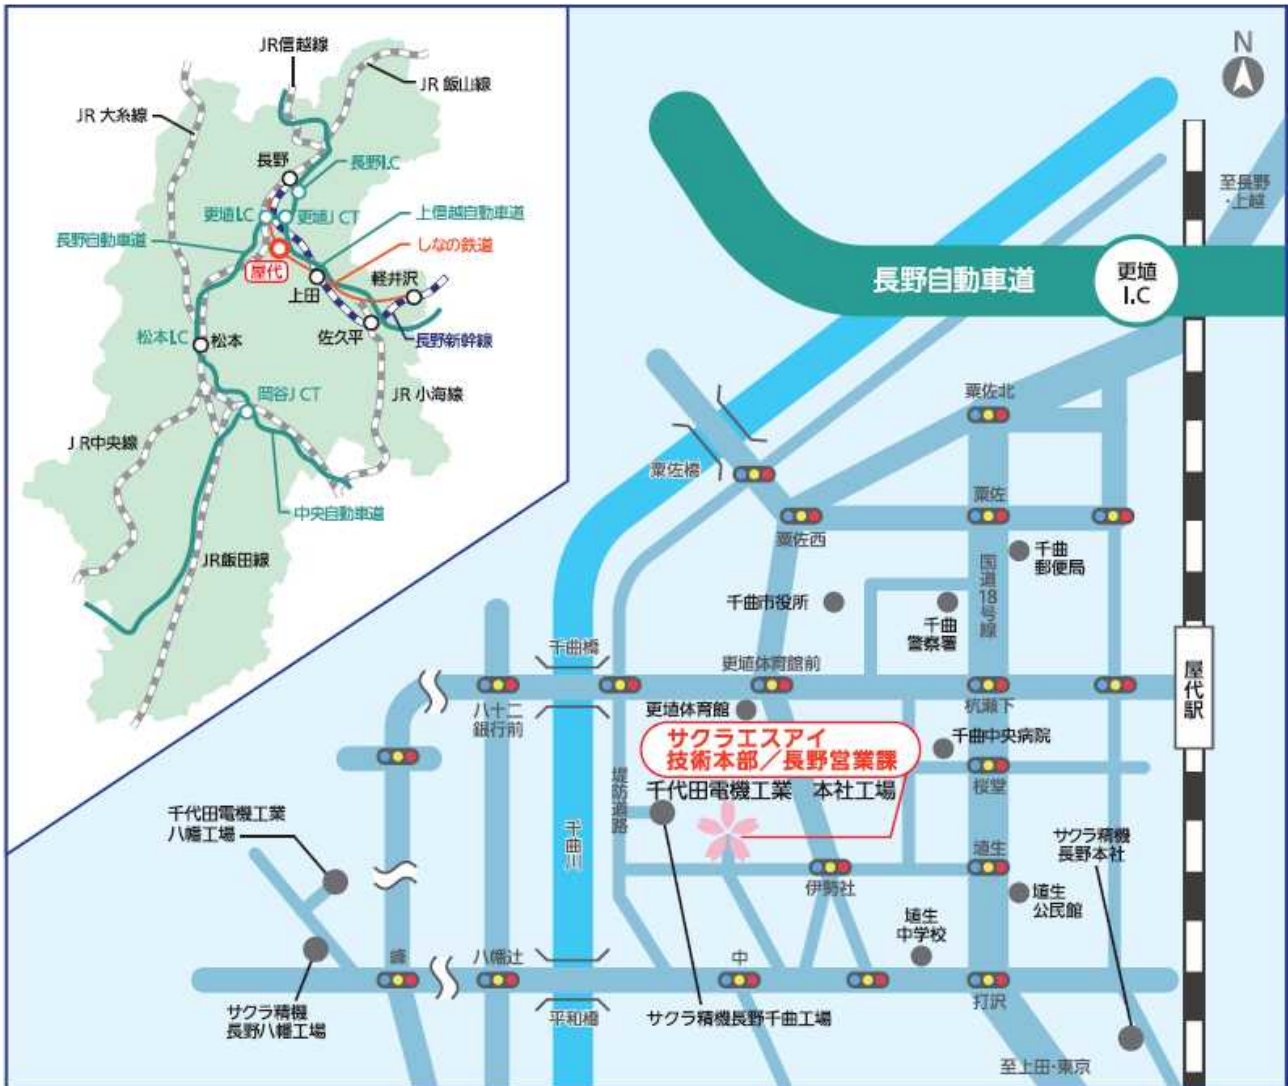 JR信越線
JR 飯山線
JR 大糸線
長野
長野I.C
更埴I.C
更埴J CT
上信越自動車道
長野自動車道
しなの鉄道
屋代
上田
軽井沢
松本I.C
松本
佐久平
長野新幹線
岡谷J CT
JR 小海線
J R中央線
中央自動車道
JR飯田線
N
至長野
・上越
長野自動車道
更埴
I.C
粟佐北
粟佐橋
粟佐西
粟佐
千曲
郵便局
国道18号線
千曲市役所
千曲
警察署
千曲橋
更埴体育館前
屋代駅
八十二
銀行前
更埴体育館
杭瀬下
サクラエスアイ
技術本部／長野営業課
千曲中央病院
桜堂
堤防道路
千代田電機工業 本社工場
千代田電機工業
八幡工場
千曲川
サクラ精機
長野本社
伊勢社
埴生
埴生
公民館
埴生
中学校
峰
八幡辻
中
打沢
サクラ精機
長野八幡工場
平和橋
サクラ精機長野千曲工場
至上田・東京